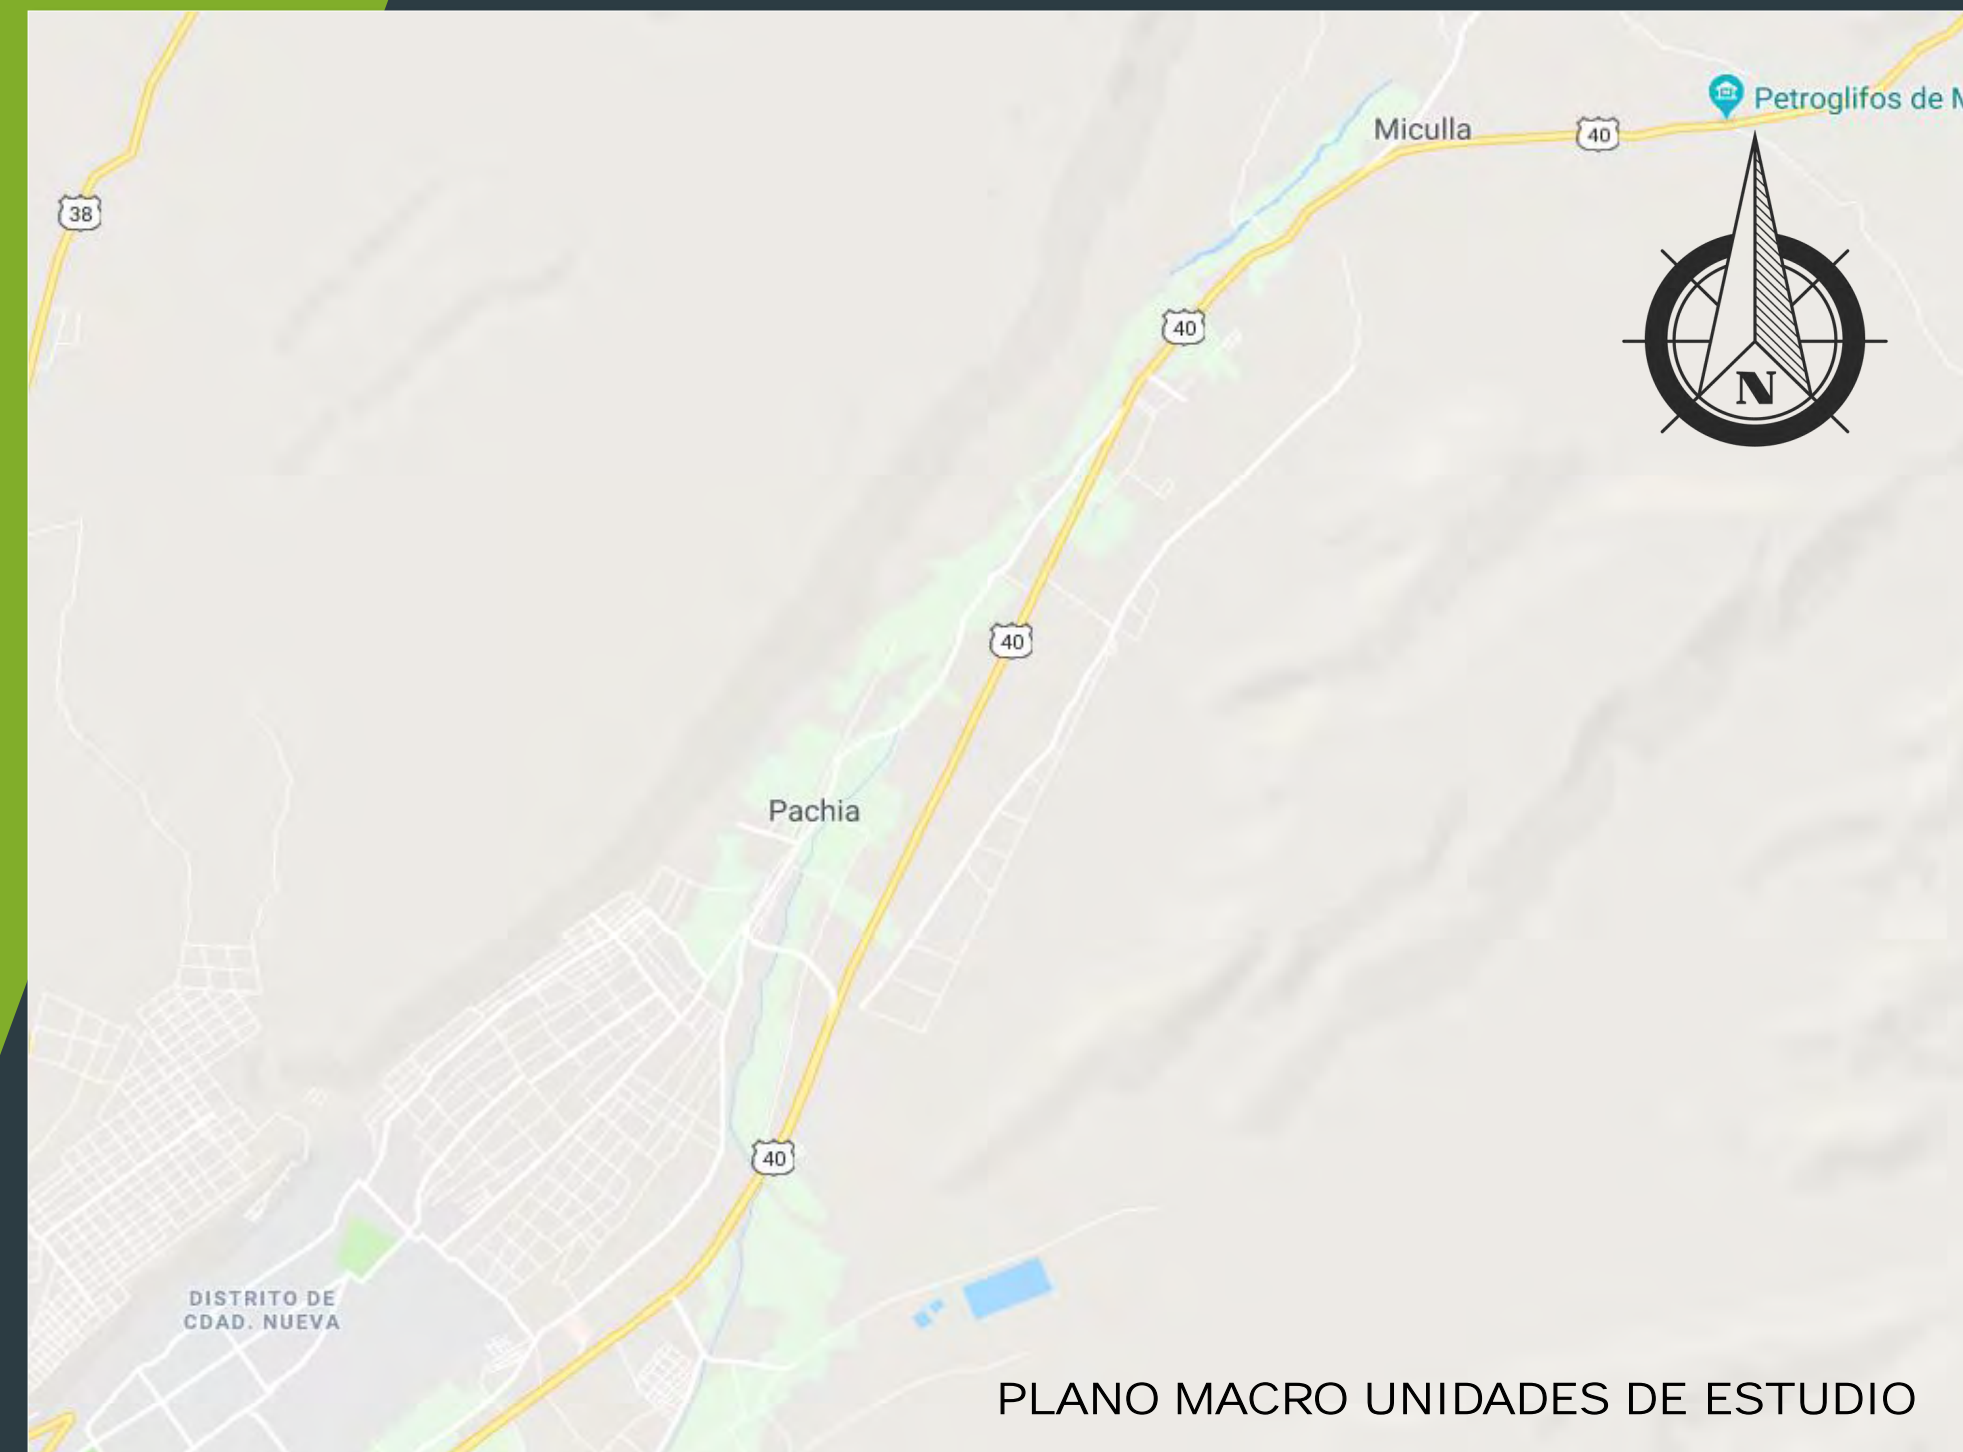 Petroglifos de M
Miculla
40
38
40
N
40
Pachia
40
DISTRITO DE
CDAD. NUEVA
PLANO MACRO UNIDADES DE ESTUDIO